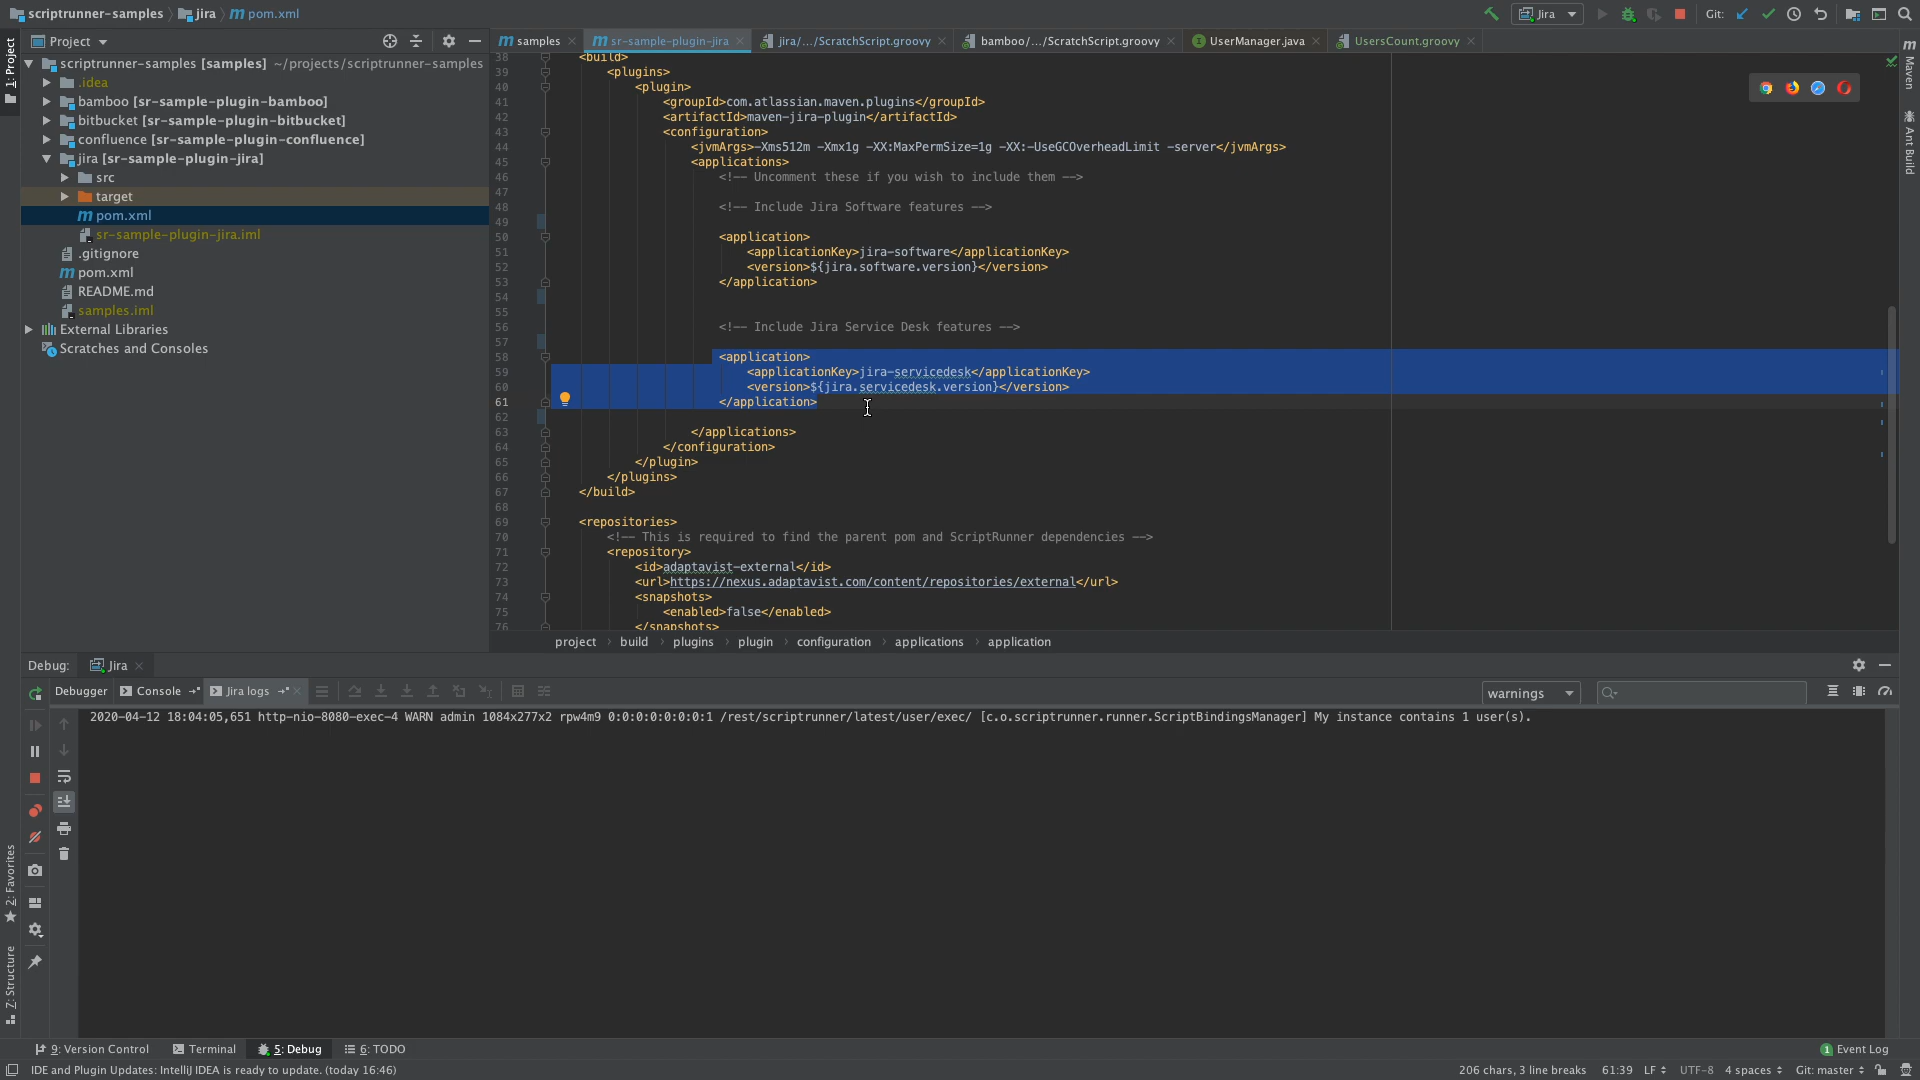 scriptrunner-samples jira pom.xml
Jira Git:
1: Project
Project
samples sr-sample-plugin-jira jira/.../ScratchScript.groovy bamboo/.../ScratchScript.groovy UserManager.java UsersCount.groovy
Maven
Ant Build
scriptrunner-samples [samples] ~/projects/scriptrunner-samples
.idea
bamboo [sr-sample-plugin-bamboo]
bitbucket [sr-sample-plugin-bitbucket]
confluence [sr-sample-plugin-confluence]
jira [sr-sample-plugin-jira]
src
target
pom.xml
sr-sample-plugin-jira.iml
.gitignore
pom.xml
README.md
samples.iml
External Libraries
Scratches and Consoles
38 <build>
39 <plugins>
40 <plugin>
41 <groupId>com.atlassian.maven.plugins</groupId>
42 <artifactId>maven-jira-plugin</artifactId>
43 <configuration>
44 <jvmArgs>-Xms512m -Xmx1g -XX:MaxPermSize=1g -XX:-UseGCOverheadLimit -server</jvmArgs>
45 <applications>
46 <!-- Uncomment these if you wish to include them -->
47
48 <!-- Include Jira Software features -->
49
50 <application>
51 <applicationKey>jira-software</applicationKey>
52 <version>${jira.software.version}</version>
53 </application>
54
55
56 <!-- Include Jira Service Desk features -->
57
58 <application>
59 <applicationKey>jira-servicedesk</applicationKey>
60 <version>${jira.servicedesk.version}</version>
61 </application>
62
63 </applications>
64 </configuration>
65 </plugin>
66 </plugins>
67 </build>
68
69 <repositories>
70 <!-- This is required to find the parent pom and ScriptRunner dependencies -->
71 <repository>
72 <id>adaptavist-external</id>
73 <url>https://nexus.adaptavist.com/content/repositories/external</url>
74 <snapshots>
75 <enabled>false</enabled>
76 </snapshots>
project build plugins plugin configuration applications application
Debug: Jira
Debugger Console Jira logs warnings
2020-04-12 18:04:05,651 http-nio-8080-exec-4 WARN admin 1084x277x2 rpw4m9 0:0:0:0:0:0:0:1 /rest/scriptrunner/latest/user/exec/ [c.o.scriptrunner.runner.ScriptBindingsManager] My instance contains 1 user(s).
2: Favorites
Z: Structure
9: Version Control Terminal 5: Debug 6: TODO 1 Event Log
IDE and Plugin Updates: IntelliJ IDEA is ready to update. (today 16:46) 206 chars, 3 line breaks 61:39 LF UTF-8 4 spaces Git: master